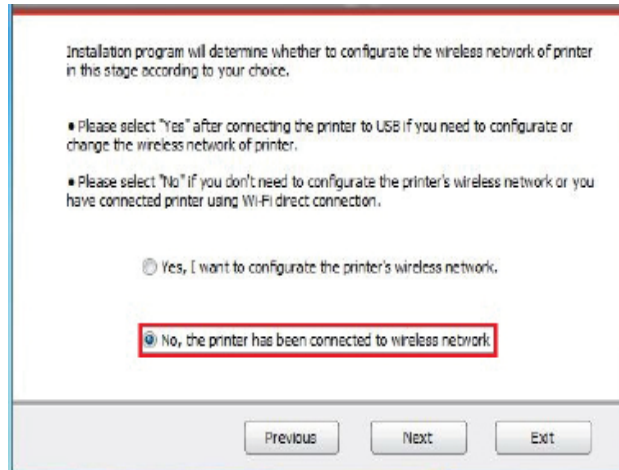 Installation program will determine whether to configurate the wireless network of printer
in this stage according to your choice.
• Please select "Yes" after connecting the printer to USB if you need to configurate or
change the wireless network of printer.
• Please select "No" if you don't need to configurate the printer's wireless network or you
have connected printer using Wi-Fi direct connection.
Yes, I want to configurate the printer's wireless network.
No, the printer has been connected to wireless network
Previous Next Exit